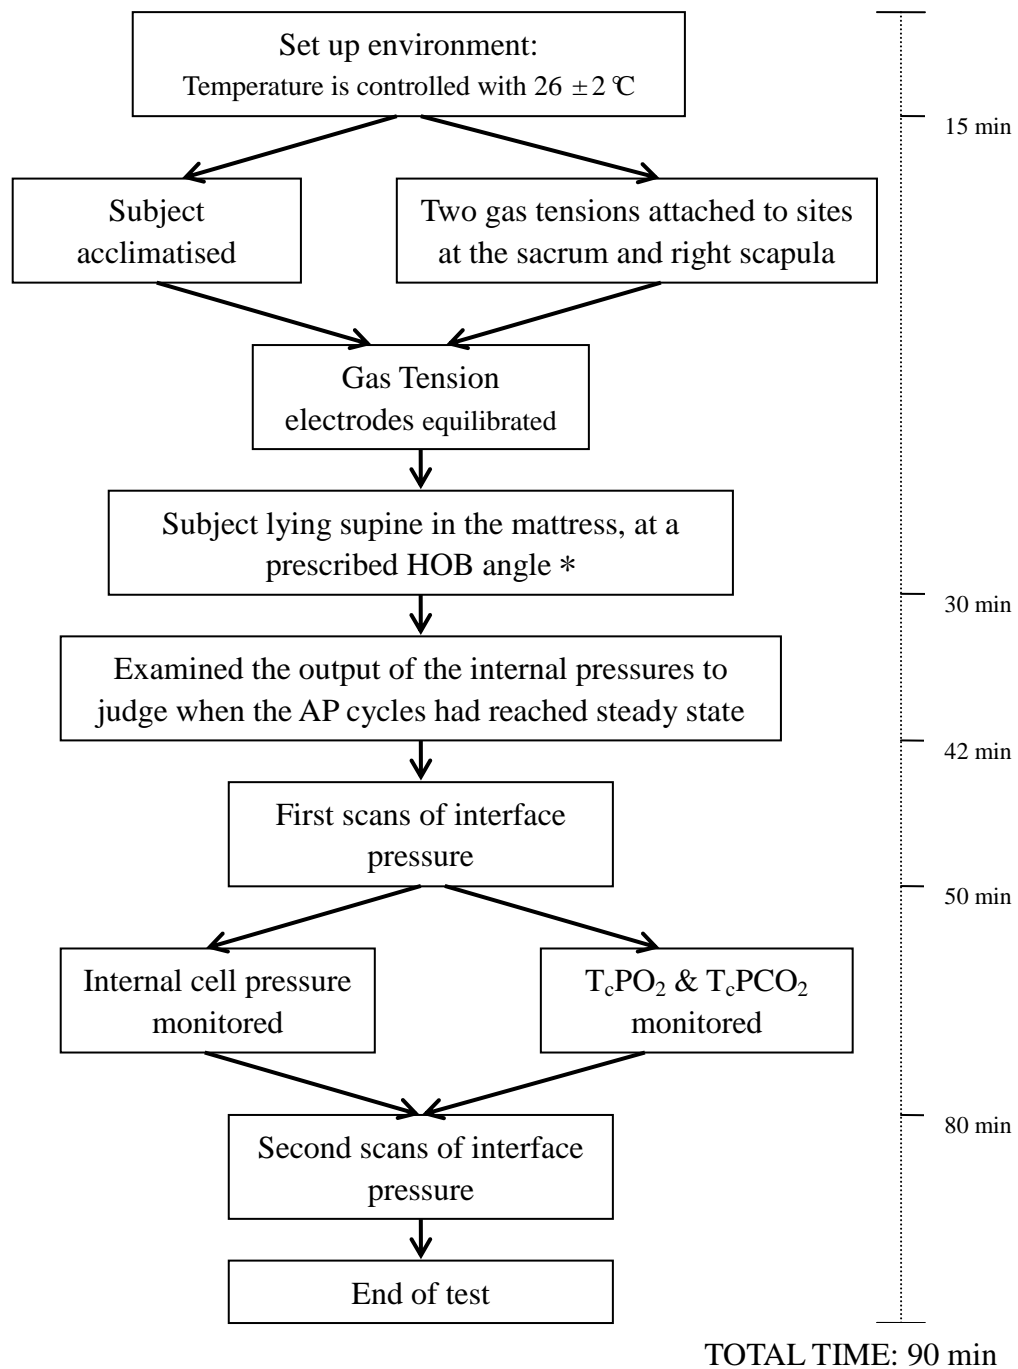 Set up environment:
Temperature is controlled with 26 ±2 ℃
15 min
Subject
acclimatised
Two gas tensions attached to sites
at the sacrum and right scapula
Gas Tension
electrodes equilibrated
Subject lying supine in the mattress, at a
prescribed HOB angle *
30 min
Examined the output of the internal pressures to
judge when the AP cycles had reached steady state
42 min
First scans of interface
pressure
50 min
Internal cell pressure
monitored
TcPO2 & TcPCO2
monitored
80 min
Second scans of interface
pressure
End of test
TOTAL TIME: 90 min